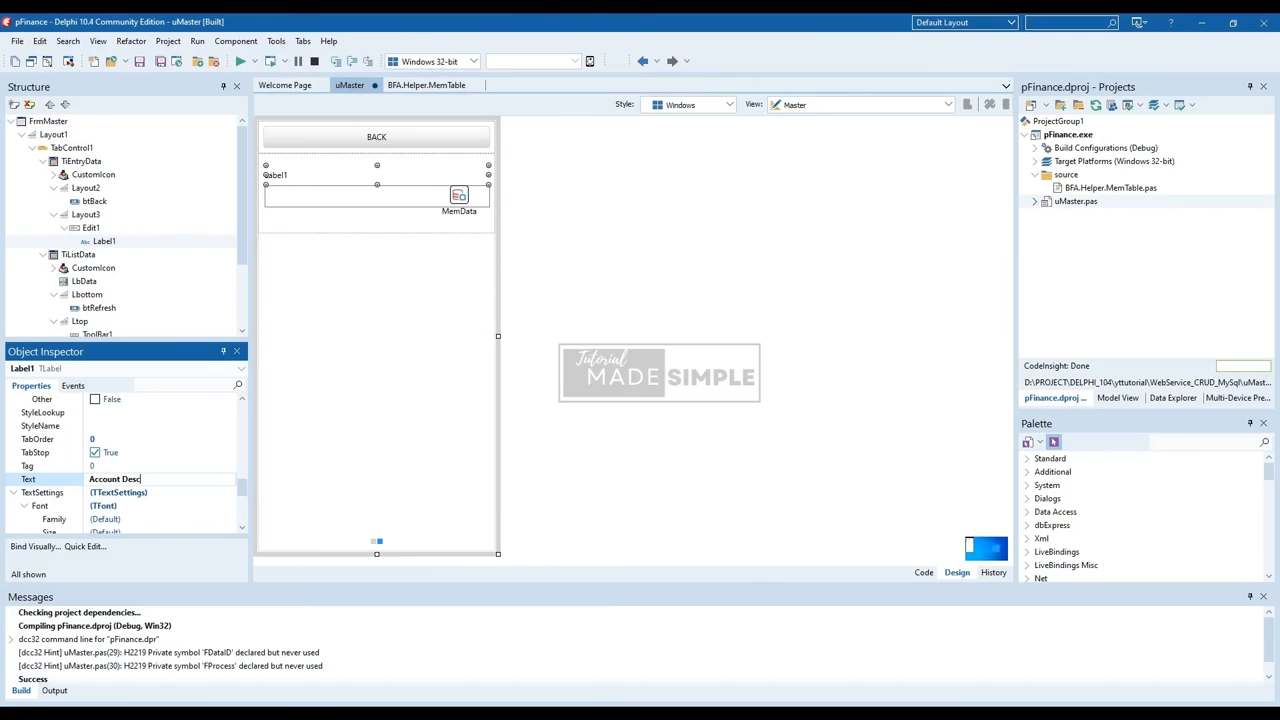 pFinance - Delphi 10.4 Community Edition - uMaster [Built]
Default Layout
File Edit Search View Refactor Project Run Component Tools Tabs Help
Windows 32-bit
Structure
FrmMaster
Layout1
TabControl1
TiEntryData
CustomIcon
Layout2
btBack
Layout3
Edit1
Label1
TiListData
CustomIcon
LbData
Lbottom
btRefresh
Ltop
ToolBar1
Object Inspector
Label1 TLabel
Properties Events
Other False
StyleLookup
StyleName
TabOrder 0
TabStop True
Tag 0
Text Account Desc
TextSettings (TTextSettings)
Font (TFont)
Family (Default)
Size (Default)
Bind Visually... Quick Edit...
All shown
Welcome Page uMaster BFA.Helper.MemTable
Style: Windows View: Master
BACK
Label1
MemData
Tutorial
MADE SIMPLE
Code Design History
pFinance.dproj - Projects
ProjectGroup1
pFinance.exe
Build Configurations (Debug)
Target Platforms (Windows 32-bit)
source
BFA.Helper.MemTable.pas
uMaster.pas
CodeInsight: Done
D:\PROJECT\DELPHI_104\yttutorial\WebService_CRUD_MySql\uMast...
pFinance.dproj ... Model View Data Explorer Multi-Device Pre...
Palette
Standard
Additional
System
Dialogs
Data Access
dbExpress
Xml
LiveBindings
LiveBindings Misc
Net
Messages
Checking project dependencies...
Compiling pFinance.dproj (Debug, Win32)
dcc32 command line for "pFinance.dpr"
[dcc32 Hint] uMaster.pas(29): H2219 Private symbol 'FDataID' declared but never used
[dcc32 Hint] uMaster.pas(30): H2219 Private symbol 'FProcess' declared but never used
Success
Build Output